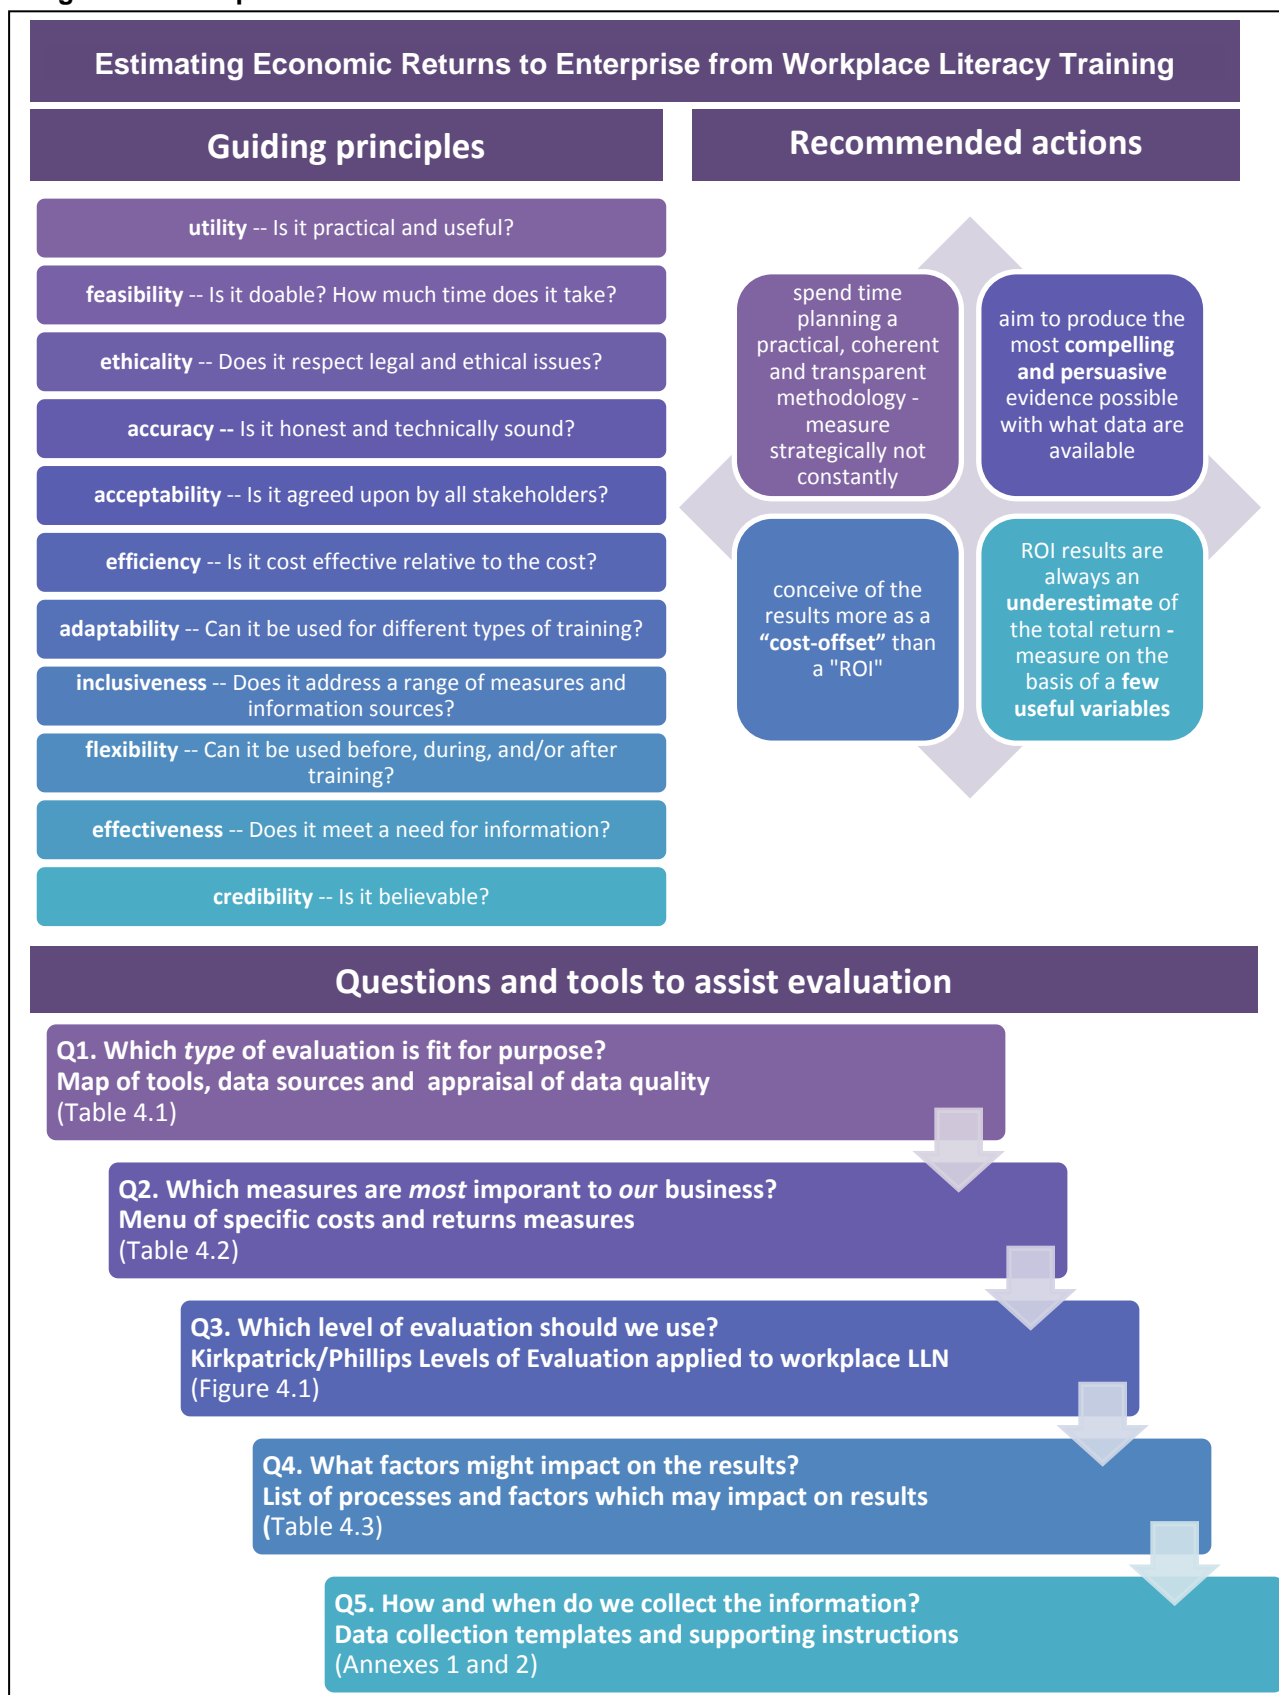 Estimating Economic Returns to Enterprise from Workplace Literacy Training
Guiding principles
utility -- Is it practical and useful?
feasibility -- Is it doable? How much time does it take?
ethicality -- Does it respect legal and ethical issues?
accuracy -- Is it honest and technically sound?
acceptability -- Is it agreed upon by all stakeholders?
efficiency -- Is it cost effective relative to the cost?
adaptability -- Can it be used for different types of training?
inclusiveness -- Does it address a range of measures and
information sources?
flexibility -- Can it be used before, during, and/or after
training?
effectiveness -- Does it meet a need for information?
credibility -- Is it believable?
Recommended actions
spend time
planning a
practical, coherent
and transparent
methodology -
measure
strategically not
constantly
aim to produce the
most compelling
and persuasive
evidence possible
with what data are
available
conceive of the
results more as a
“cost-offset” than
a "ROI"
ROI results are
always an
underestimate of
the total return -
measure on the
basis of a few
useful variables
Questions and tools to assist evaluation
Q1. Which type of evaluation is fit for purpose?
Map of tools, data sources and appraisal of data quality
(Table 4.1)
Q2. Which measures are most imporant to our business?
Menu of specific costs and returns measures
(Table 4.2)
Q3. Which level of evaluation should we use?
Kirkpatrick/Phillips Levels of Evaluation applied to workplace LLN
(Figure 4.1)
Q4. What factors might impact on the results?
List of processes and factors which may impact on results
(Table 4.3)
Q5. How and when do we collect the information?
Data collection templates and supporting instructions
(Annexes 1 and 2)